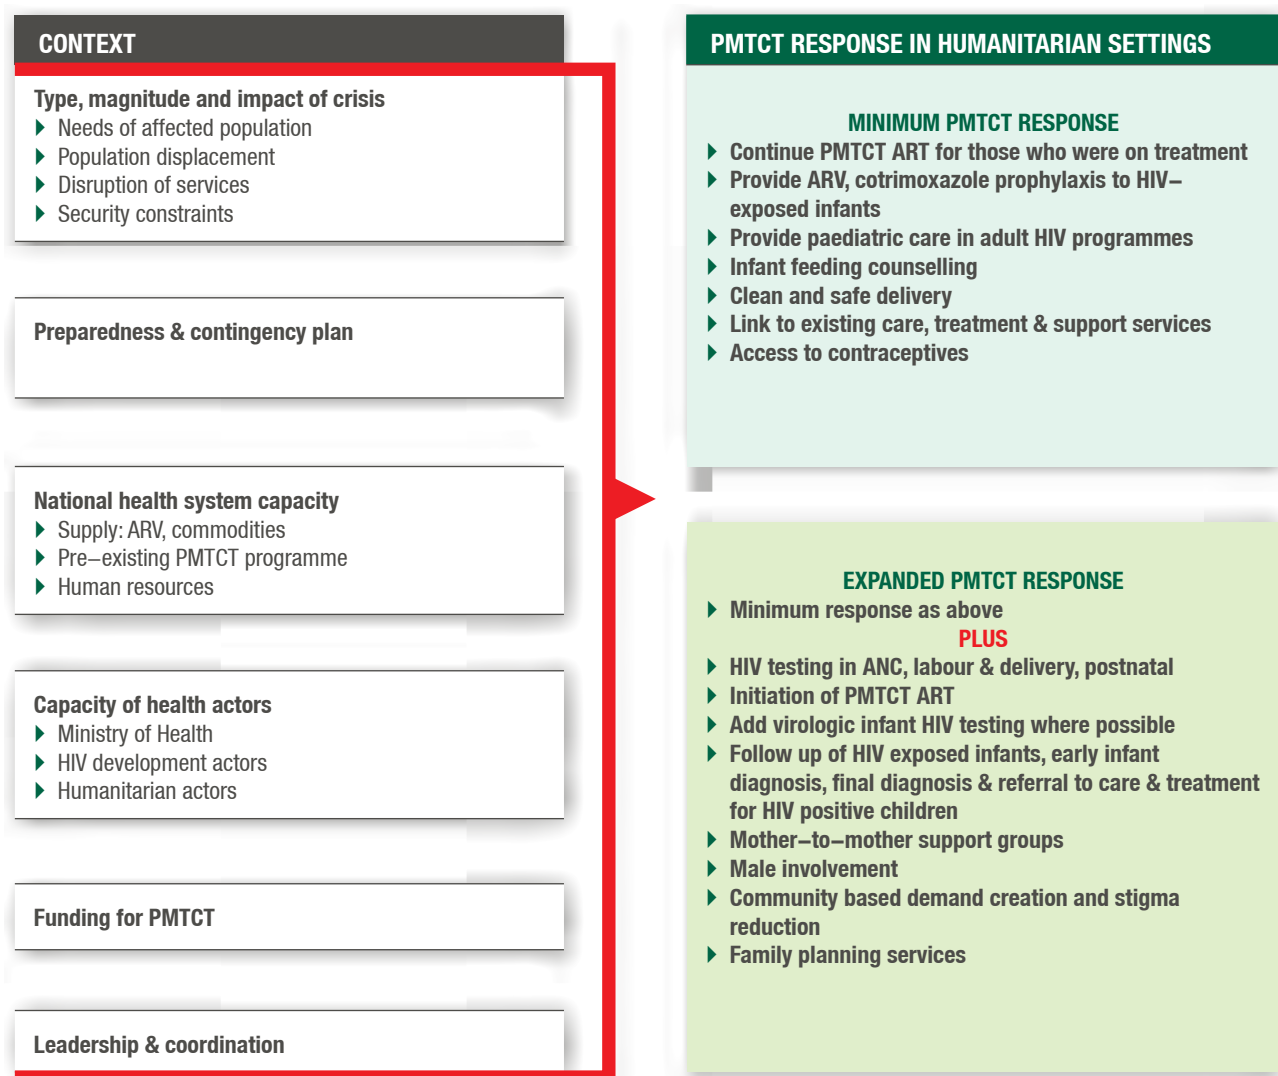 CONTEXT
Type, magnitude and impact of crisis
Needs of affected population
Population displacement
Disruption of services
Security constraints
Preparedness & contingency plan
National health system capacity
Supply: ARV, commodities
Pre–existing PMTCT programme
Human resources
Capacity of health actors
Ministry of Health
HIV development actors
Humanitarian actors
Funding for PMTCT
Leadership & coordination
PMTCT RESPONSE IN HUMANITARIAN SETTINGS
MINIMUM PMTCT RESPONSE
Continue PMTCT ART for those who were on treatment
Provide ARV, cotrimoxazole prophylaxis to HIV–
exposed infants
Provide paediatric care in adult HIV programmes
Infant feeding counselling
Clean and safe delivery
Link to existing care, treatment & support services
Access to contraceptives
EXPANDED PMTCT RESPONSE
Minimum response as above
PLUS
HIV testing in ANC, labour & delivery, postnatal
Initiation of PMTCT ART
Add virologic infant HIV testing where possible
Follow up of HIV exposed infants, early infant
diagnosis, final diagnosis & referral to care & treatment
for HIV positive children
Mother–to–mother support groups
Male involvement
Community based demand creation and stigma
reduction
Family planning services